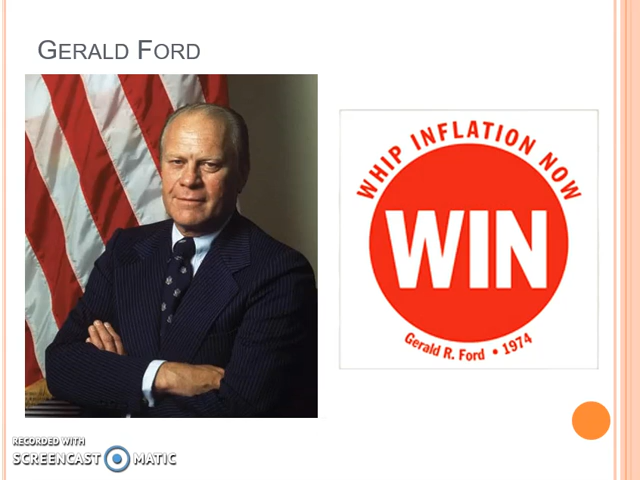 Gerald Ford
WHIP INFLATION NOW
WIN
Gerald R. Ford • 1974
RECORDED WITH
SCREENCAST MATIC